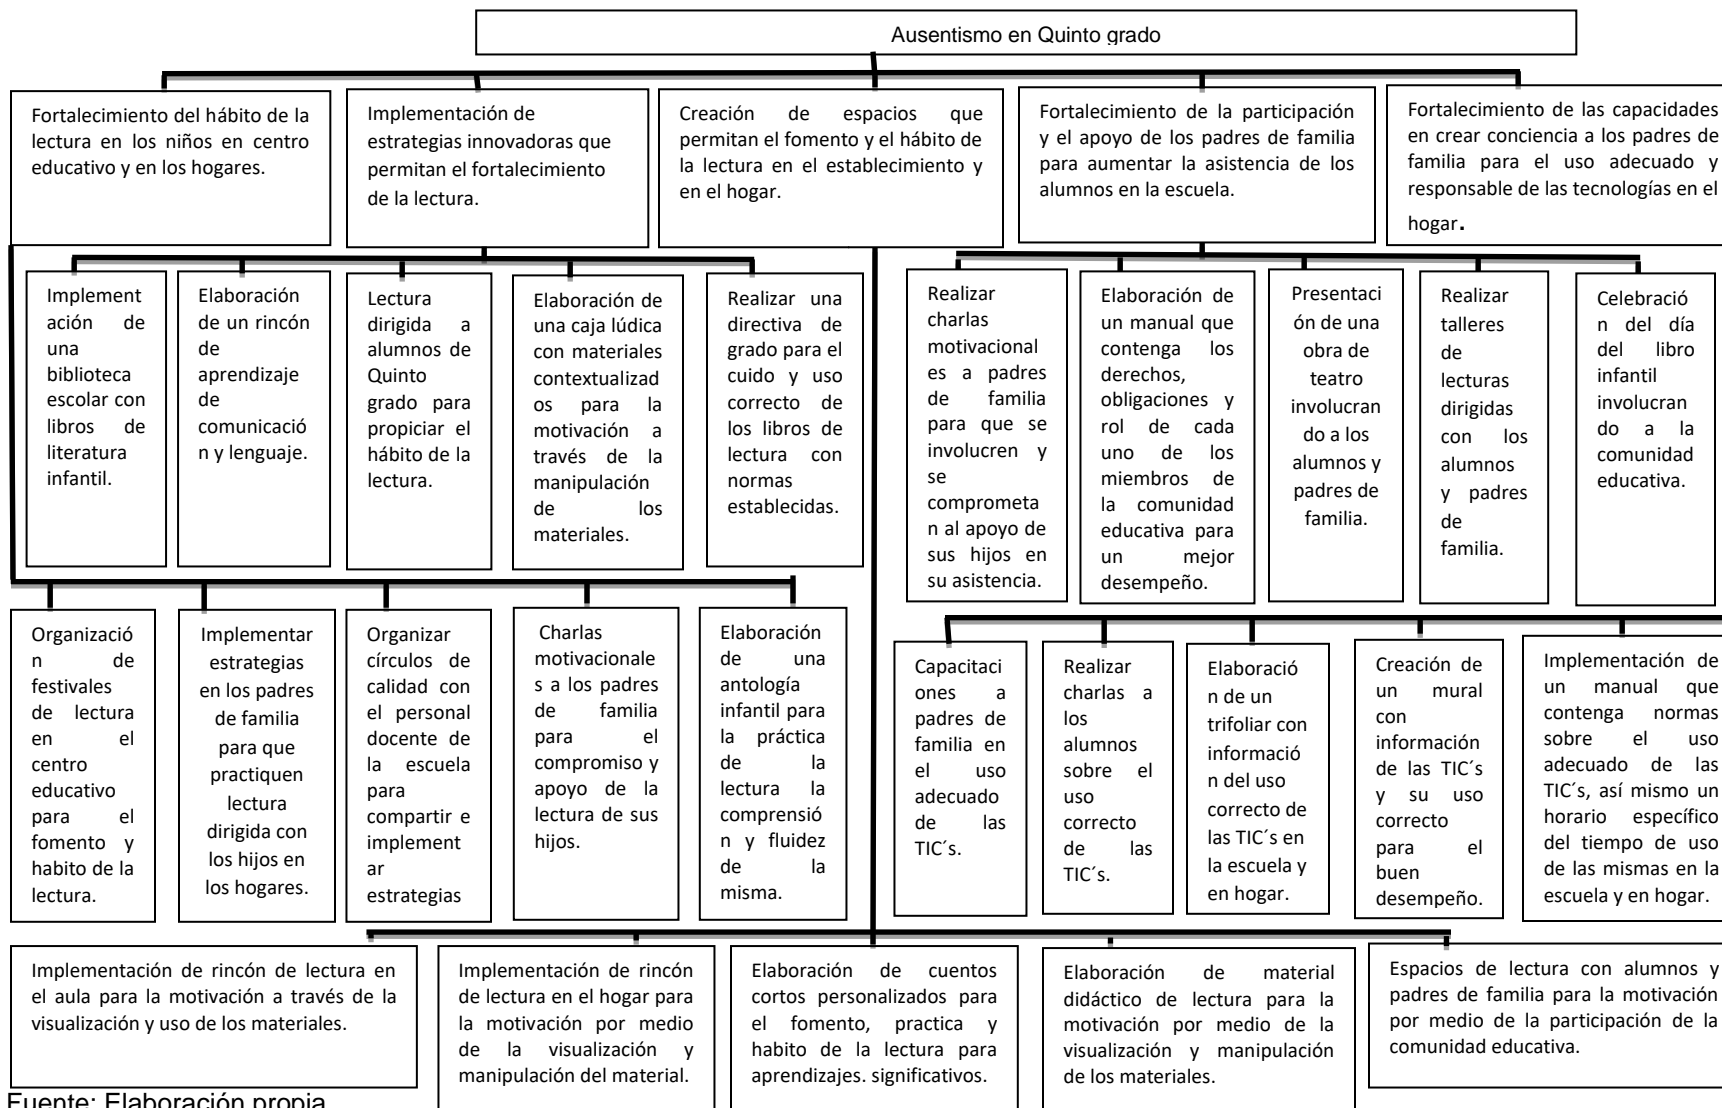 Ausentismo en Quinto grado
Fortalecimiento del hábito de la
lectura en los niños en centro
educativo y en los hogares.
Implementación de
estrategias innovadoras que
permitan el fortalecimiento
de la lectura.
Creación de espacios que
permitan el fomento y el hábito de
la lectura en el establecimiento y
en el hogar.
Fortalecimiento de la participación
y el apoyo de los padres de familia
para aumentar la asistencia de los
alumnos en la escuela.
Fortalecimiento de las capacidades
en crear conciencia a los padres de
familia para el uso adecuado y
responsable de las tecnologías en el
hogar.
Implement
ación de
una
biblioteca
escolar con
libros de
literatura
infantil.
Elaboración
de un rincón
de
aprendizaje
de
comunicació
n y lenguaje.
Lectura
dirigida a
alumnos de
Quinto
grado para
propiciar el
hábito de la
lectura.
Elaboración de
una caja lúdica
con materiales
contextualizad
os para la
motivación a
través de la
manipulación
de los
materiales.
Realizar una
directiva de
grado para el
cuido y uso
correcto de
los libros de
lectura con
normas
establecidas.
Realizar
charlas
motivacional
es a padres
de familia
para que se
involucren y
se
comprometa
n al apoyo de
sus hijos en
su asistencia.
Elaboración de
un manual que
contenga los
derechos,
obligaciones y
rol de cada
uno de los
miembros de
la comunidad
educativa para
un mejor
desempeño.
Presentaci
ón de una
obra de
teatro
involucran
do a los
alumnos y
padres de
familia.
Realizar
talleres
de
lecturas
dirigidas
con los
alumnos
y padres
de
familia.
Celebració
n del día
del libro
infantil
involucran
do a la
comunidad
educativa.
Organizació
n de
festivales
de lectura
en el
centro
educativo
para el
fomento y
habito de la
lectura.
Implementar
estrategias
en los padres
de familia
para que
practiquen
lectura
dirigida con
los hijos en
los hogares.
Organizar
círculos de
calidad con
el personal
docente de
la escuela
para
compartir e
implement
ar
estrategias
Charlas
motivacionale
s a los padres
de familia
para el
compromiso y
apoyo de la
lectura de sus
hijos.
Elaboración
de una
antología
infantil para
la práctica
de la
lectura la
comprensió
n y fluidez
de la
misma.
Capacitaci
ones a
padres de
familia en
el uso
adecuado
de las
TIC´s.
Realizar
charlas a
los
alumnos
sobre el
uso
correcto
de las
TIC´s.
Elaboració
n de un
trifoliar con
informació
n del uso
correcto de
las TIC´s en
la escuela y
en hogar.
Creación de
un mural
con
información
de las TIC´s
y su uso
correcto
para el
buen
desempeño.
Implementación de
un manual que
contenga normas
sobre el uso
adecuado de las
TIC´s, así mismo un
horario específico
del tiempo de uso
de las mismas en la
escuela y en hogar.
Implementación de rincón de lectura en
el aula para la motivación a través de la
visualización y uso de los materiales.
Implementación de rincón
de lectura en el hogar para
la motivación por medio
de la visualización y
manipulación del material.
Elaboración de cuentos
cortos personalizados para
el fomento, practica y
habito de la lectura para
aprendizajes. significativos.
Elaboración de material
didáctico de lectura para la
motivación por medio de la
visualización y manipulación
de los materiales.
Espacios de lectura con alumnos y
padres de familia para la motivación
por medio de la participación de la
comunidad educativa.
Fuente: Elaboración propia